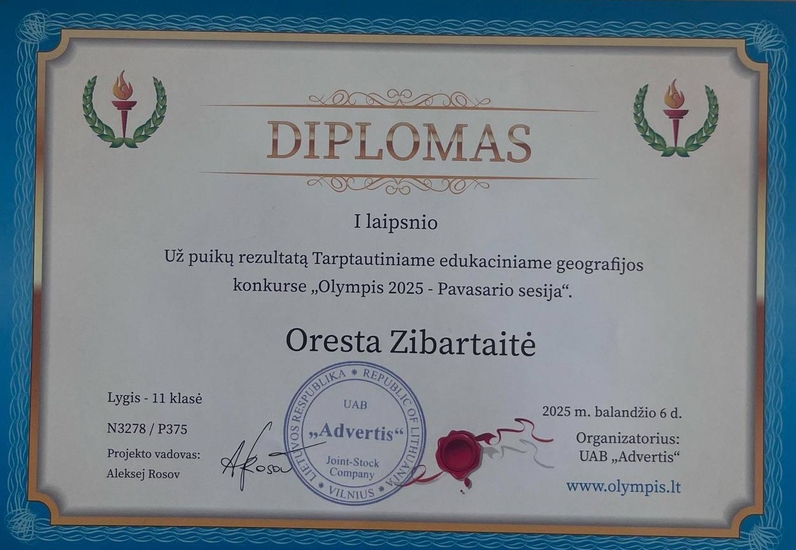 DIPLOMAS
I laipsnio
Už puikų rezultatą Tarptautiniame edukaciniame geografijos
konkurse „Olympis 2025 - Pavasario sesija“.
Oresta Zibartaitė
Lygis - 11 klasė
N3278 / P375
Projekto vadovas:
Aleksej Rosov
ARosov
LIETUVOS RESPUBLIKA * REPUBLIC OF LITHUANIA
* VILNIUS *
UAB
„Advertis“
Joint-Stock
Company
2025 m. balandžio 6 d.
Organizatorius:
UAB „Advertis“
www.olympis.lt